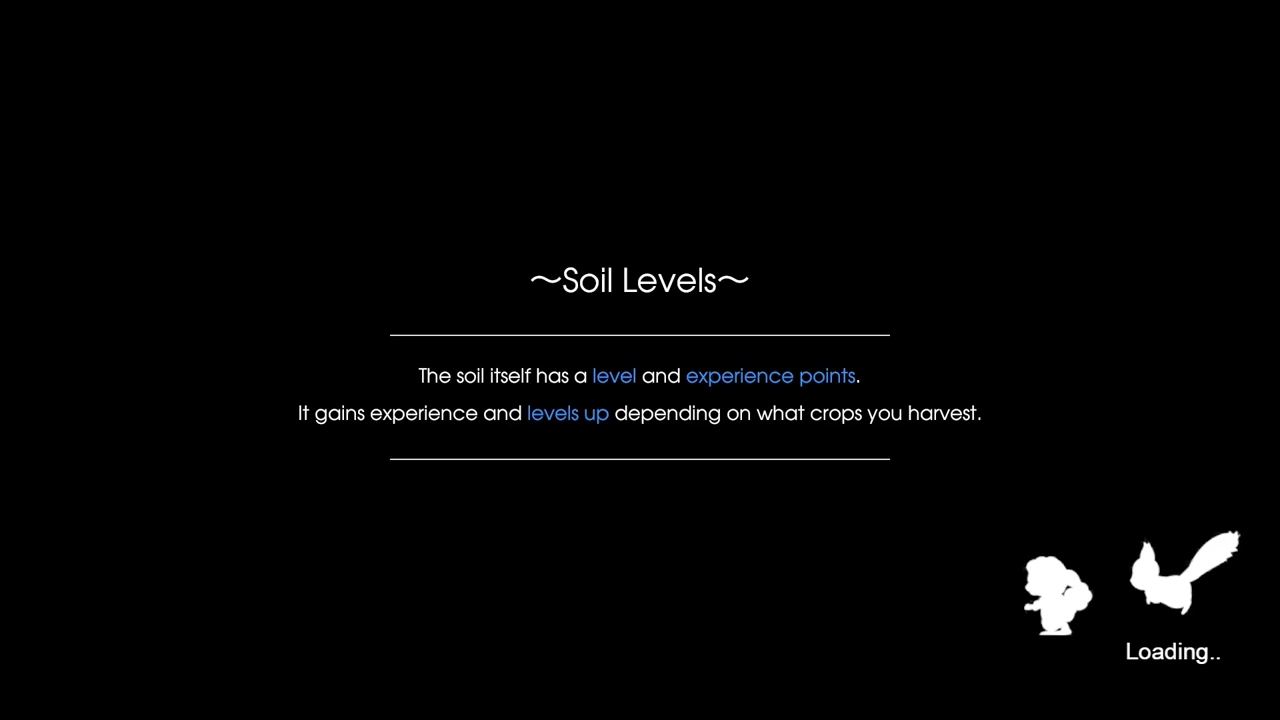 ～Soil Levels～
The soil itself has a level and experience points.
It gains experience and levels up depending on what crops you harvest.
Loading..